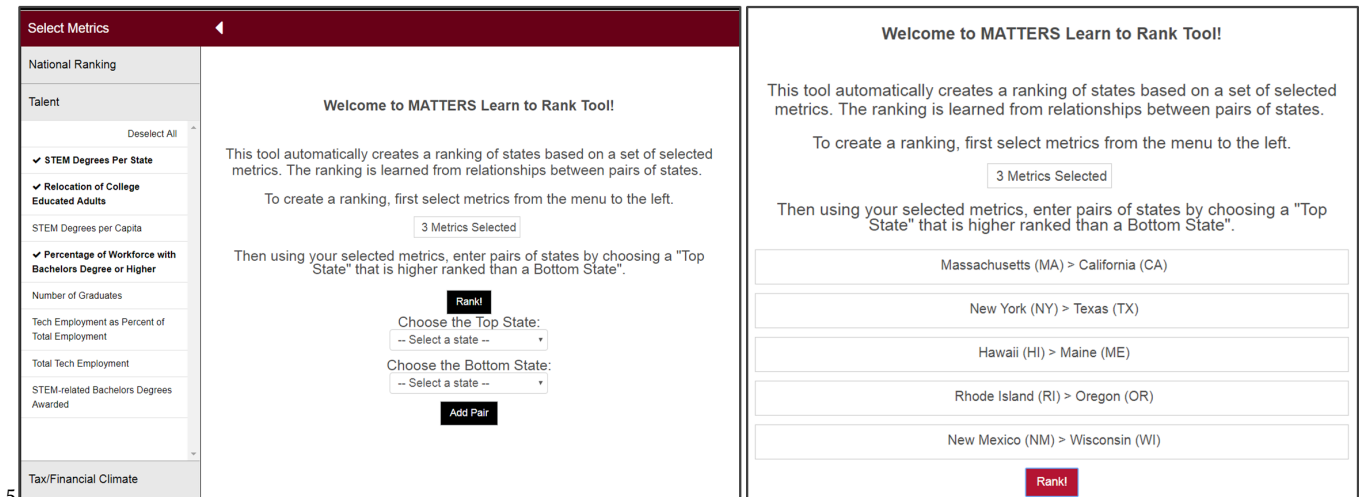 Select Metrics
National Ranking
Talent
Deselect All
✔ STEM Degrees Per State
✔ Relocation of College
Educated Adults
STEM Degrees per Capita
✔ Percentage of Workforce with
Bachelors Degree or Higher
Number of Graduates
Tech Employment as Percent of
Total Employment
Total Tech Employment
STEM-related Bachelors Degrees
Awarded
Tax/Financial Climate
Welcome to MATTERS Learn to Rank Tool!
This tool automatically creates a ranking of states based on a set of selected
metrics. The ranking is learned from relationships between pairs of states.
To create a ranking, first select metrics from the menu to the left.
3 Metrics Selected
Then using your selected metrics, enter pairs of states by choosing a "Top
State" that is higher ranked than a Bottom State".
Rank!
Choose the Top State:
-- Select a state --
Choose the Bottom State:
-- Select a state --
Add Pair
Welcome to MATTERS Learn to Rank Tool!
This tool automatically creates a ranking of states based on a set of selected
metrics. The ranking is learned from relationships between pairs of states.
To create a ranking, first select metrics from the menu to the left.
3 Metrics Selected
Then using your selected metrics, enter pairs of states by choosing a "Top
State" that is higher ranked than a Bottom State".
Massachusetts (MA) > California (CA)
New York (NY) > Texas (TX)
Hawaii (HI) > Maine (ME)
Rhode Island (RI) > Oregon (OR)
New Mexico (NM) > Wisconsin (WI)
Rank!
5